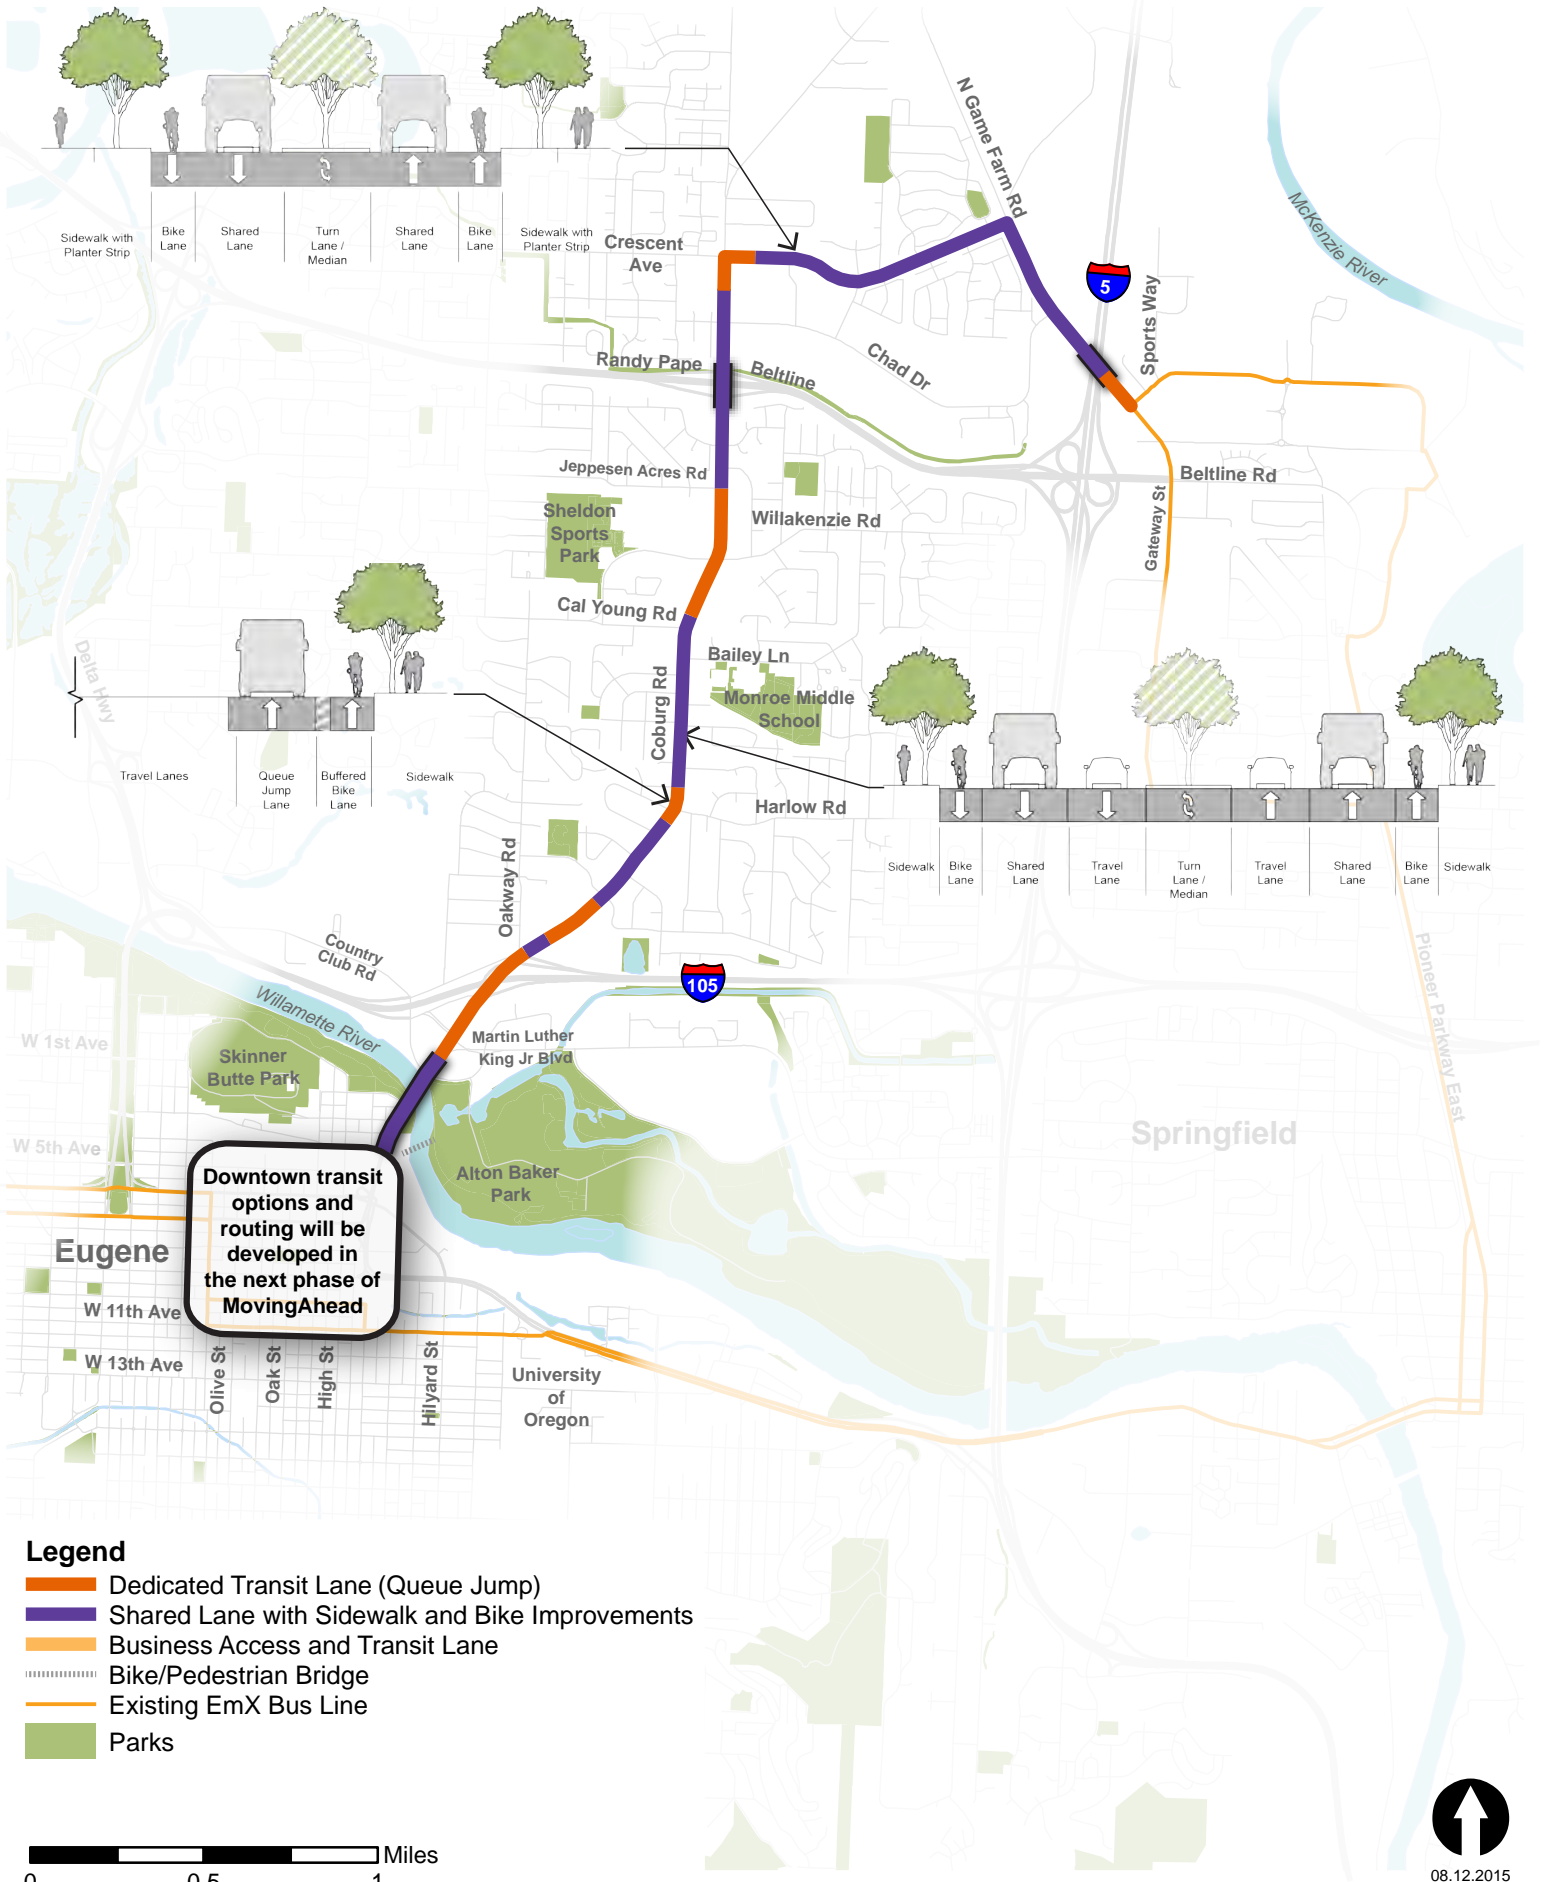 Sidewalk with
Planter Strip
Bike
Lane
Shared
Lane
Turn
Lane /
Median
Shared
Lane
Bike
Lane
Sidewalk with
Planter Strip
Crescent
Ave
N Game Farm Rd
McKenzie River
5
Sports Way
Randy Pape
Beltline
Chad Dr
Jeppesen Acres Rd
Beltline Rd
Gateway St
Sheldon
Sports
Park
Willakenzie Rd
Cal Young Rd
Bailey Ln
Monroe Middle
School
Coburg Rd
Delta Hwy
Travel Lanes
Queue
Jump
Lane
Buffered
Bike
Lane
Sidewalk
Harlow Rd
Sidewalk
Bike
Lane
Shared
Lane
Travel
Lane
Turn
Lane /
Median
Travel
Lane
Shared
Lane
Bike
Lane
Sidewalk
Oakway Rd
Country
Club Rd
105
Pioneer Parkway East
Willamette River
W 1st Ave
Skinner
Butte Park
Martin Luther
King Jr Blvd
Springfield
W 5th Ave
Alton Baker
Park
Downtown transit
options and
routing will be
developed in
the next phase of
MovingAhead
Eugene
W 11th Ave
W 13th Ave
Olive St
Oak St
High St
Hilyard St
University
of
Oregon
Legend
Dedicated Transit Lane (Queue Jump)
Shared Lane with Sidewalk and Bike Improvements
Business Access and Transit Lane
Bike/Pedestrian Bridge
Existing EmX Bus Line
Parks
Miles
0 0.5 1
08.12.2015